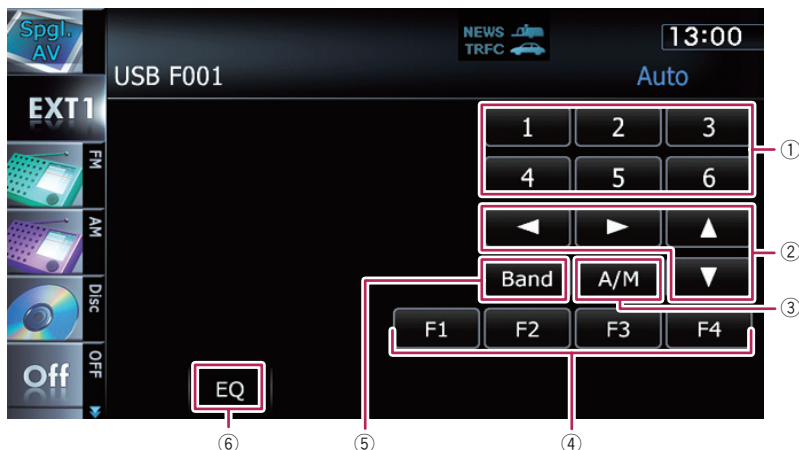 Spgl.
AV
NEWS
TRFC
13:00
USB F001
Auto
EXT1
1 2 3
①
4 5 6
FM
②
AM
Band A/M
③
Disc
F1 F2 F3 F4
Off
OFF
EQ
⑥ ⑤ ④